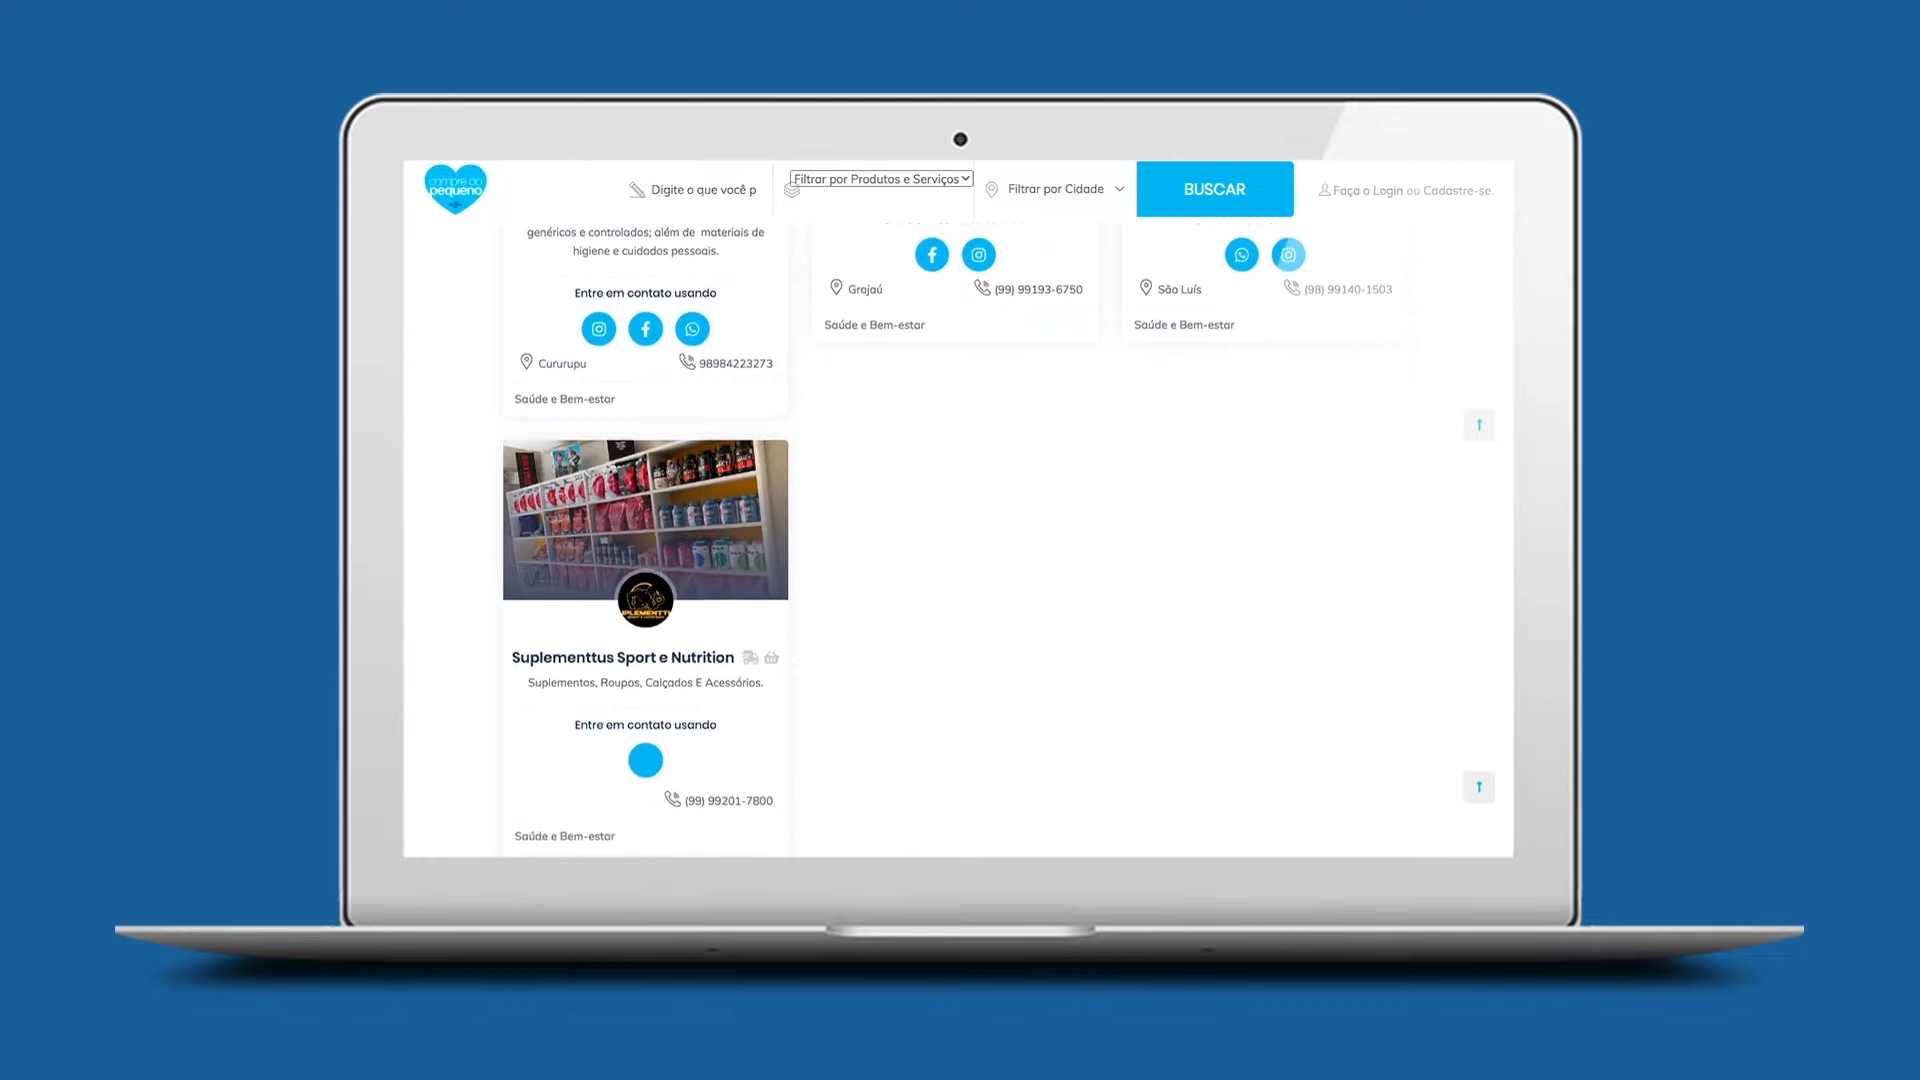 compre do
pequeno
Digite o que você p
Filtrar por Produtos e Serviços
Filtrar por Cidade
BUSCAR
Faça o Login ou Cadastre-se.
genéricos e controlados; além de materiais de
higiene e cuidados pessoais.
Entre em contato usando
Cururupu
98984223273
Saúde e Bem-estar
Grajaú
(99) 99193-6750
Saúde e Bem-estar
São Luís
(98) 99140-1503
Saúde e Bem-estar
Suplementtus Sport e Nutrition
Suplementos, Roupas, Calçados E Acessórios.
Entre em contato usando
(99) 99201-7800
Saúde e Bem-estar